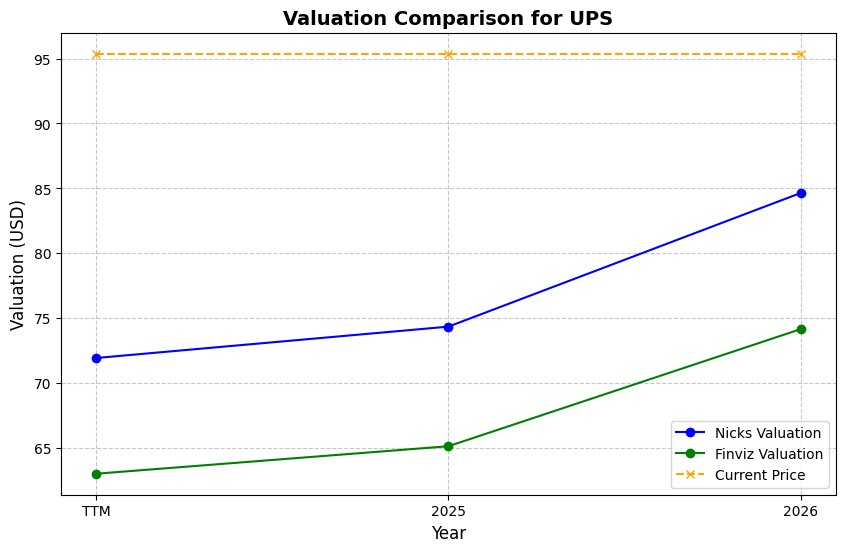 Valuation Comparison for UPS
Valuation (USD)
95
90
85
80
75
70
65
TTM
2025
2026
Year
Nicks Valuation
Finviz Valuation
Current Price